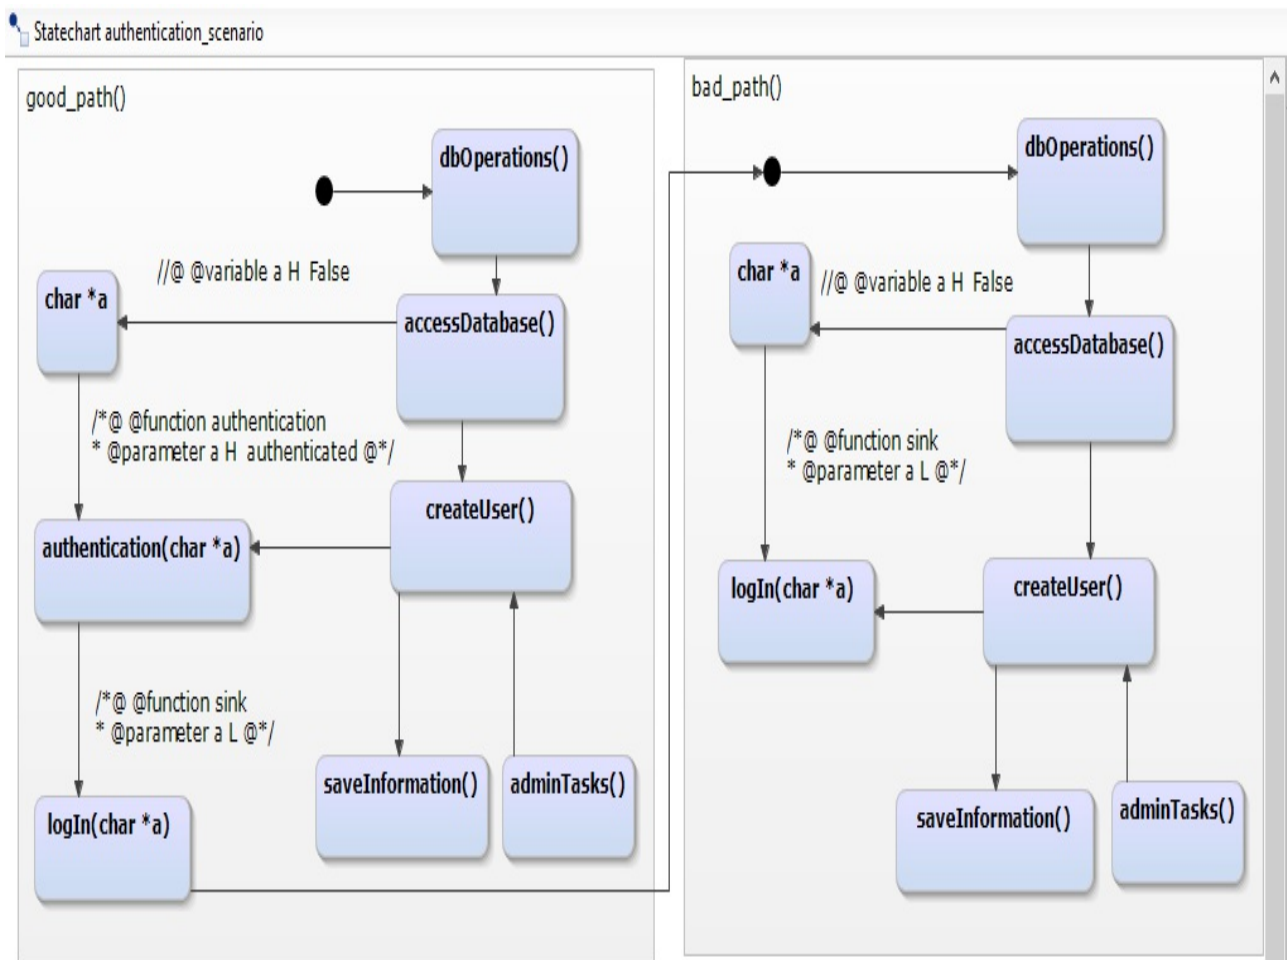 Statechart authentication_scenario
good_path()
dbOperations()
//@ @variable a H False
char *a
accessDatabase()
/*@ @function authentication
* @parameter a H authenticated @*/
createUser()
authentication(char *a)
/*@ @function sink
* @parameter a L @*/
saveInformation()
adminTasks()
logIn(char *a)
bad_path()
dbOperations()
char *a
//@ @variable a H False
accessDatabase()
/*@ @function sink
* @parameter a L @*/
logIn(char *a)
createUser()
saveInformation()
adminTasks()